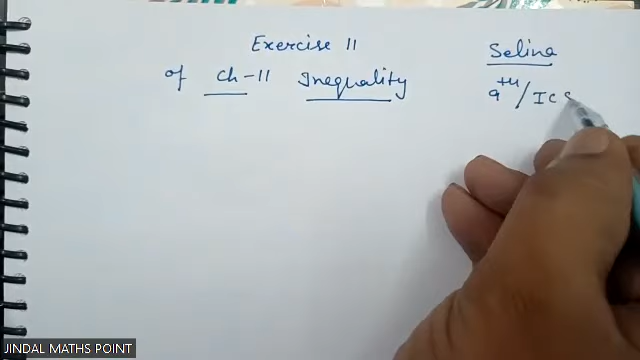 Exercise 11
of Ch-11 Inequality
Selina
9th/ICS
JINDAL MATHS POINT